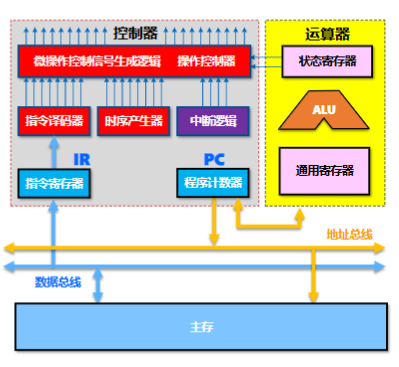 控制器
运算器
微操作控制信号生成逻辑 操作控制器
状态寄存器
指令译码器
时序产生器
中断逻辑
ALU
IR
PC
指令寄存器
程序计数器
通用寄存器
地址总线
数据总线
主存